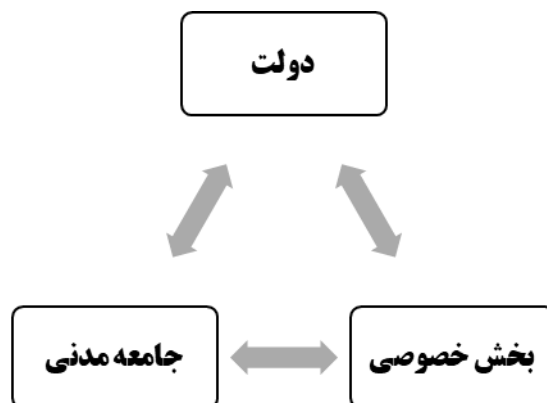 دولت
بخش خصوصی
جامعه مدنی